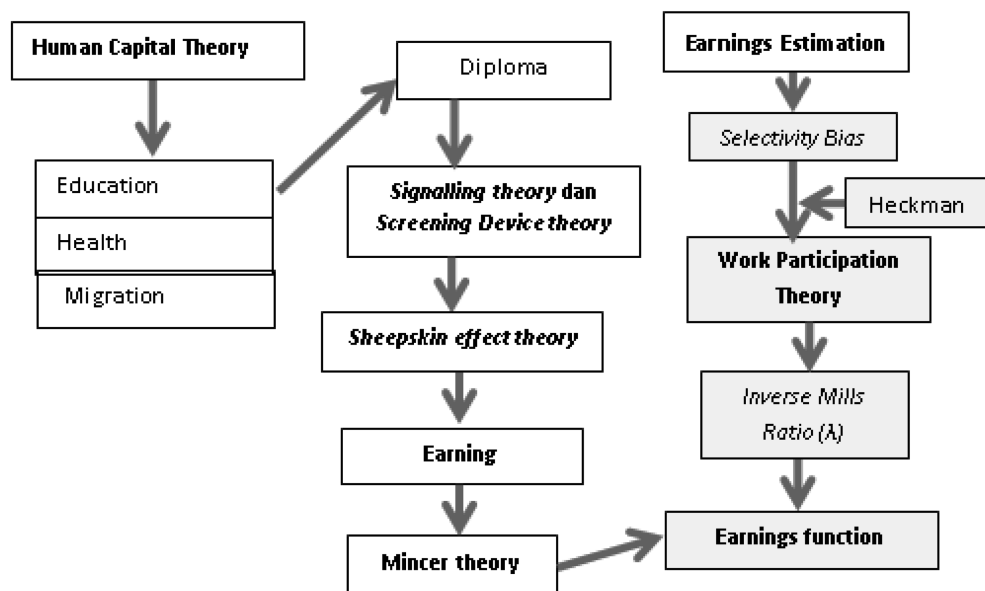 Human Capital Theory
Education
Health
Migration
Diploma
Signalling theory dan
Screening Device theory
Sheepskin effect theory
Earning
Mincer theory
Earnings Estimation
Selectivity Bias
Heckman
Work Participation
Theory
Inverse Mills
Ratio (λ)
Earnings function